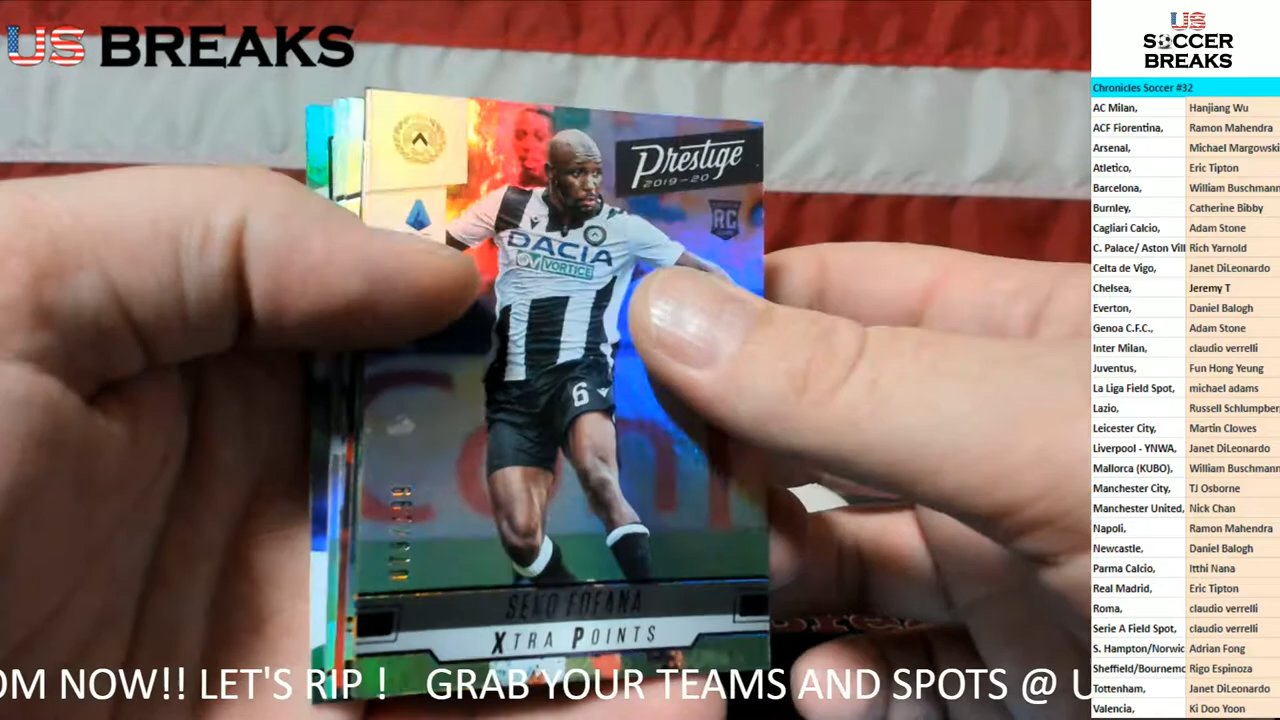 US BREAKS
Prestige
2019-20
RC
DACIA
VORTICE
6
SEKO FOFANA
XTRA POINTS
OM NOW!! LET'S RIP ! GRAB YOUR TEAMS AND SPOTS @ U
US
SOCCER
BREAKS
Chronicles Soccer #32
AC Milan, Hanjiang Wu
ACF Fiorentina, Ramon Mahendra
Arsenal, Michael Margowski
Atletico, Eric Tipton
Barcelona, William Buschmann
Burnley, Catherine Bibby
Cagliari Calcio, Adam Stone
C. Palace/ Aston Vill Rich Yarnold
Celta de Vigo, Janet DiLeonardo
Chelsea, Jeremy T
Everton, Daniel Balogh
Genoa C.F.C., Adam Stone
Inter Milan, claudio verrelli
Juventus, Fun Hong Yeung
La Liga Field Spot, michael adams
Lazio, Russell Schlumpber
Leicester City, Martin Clowes
Liverpool - YNWA, Janet DiLeonardo
Mallorca (KUBO), William Buschmann
Manchester City, TJ Osborne
Manchester United, Nick Chan
Napoli, Ramon Mahendra
Newcastle, Daniel Balogh
Parma Calcio, Itthi Nana
Real Madrid, Eric Tipton
Roma, claudio verrelli
Serie A Field Spot, claudio verrelli
S. Hampton/Norwic Adrian Fong
Sheffield/Bournemo Rigo Espinoza
Tottenham, Janet DiLeonardo
Valencia, Ki Doo Yoon